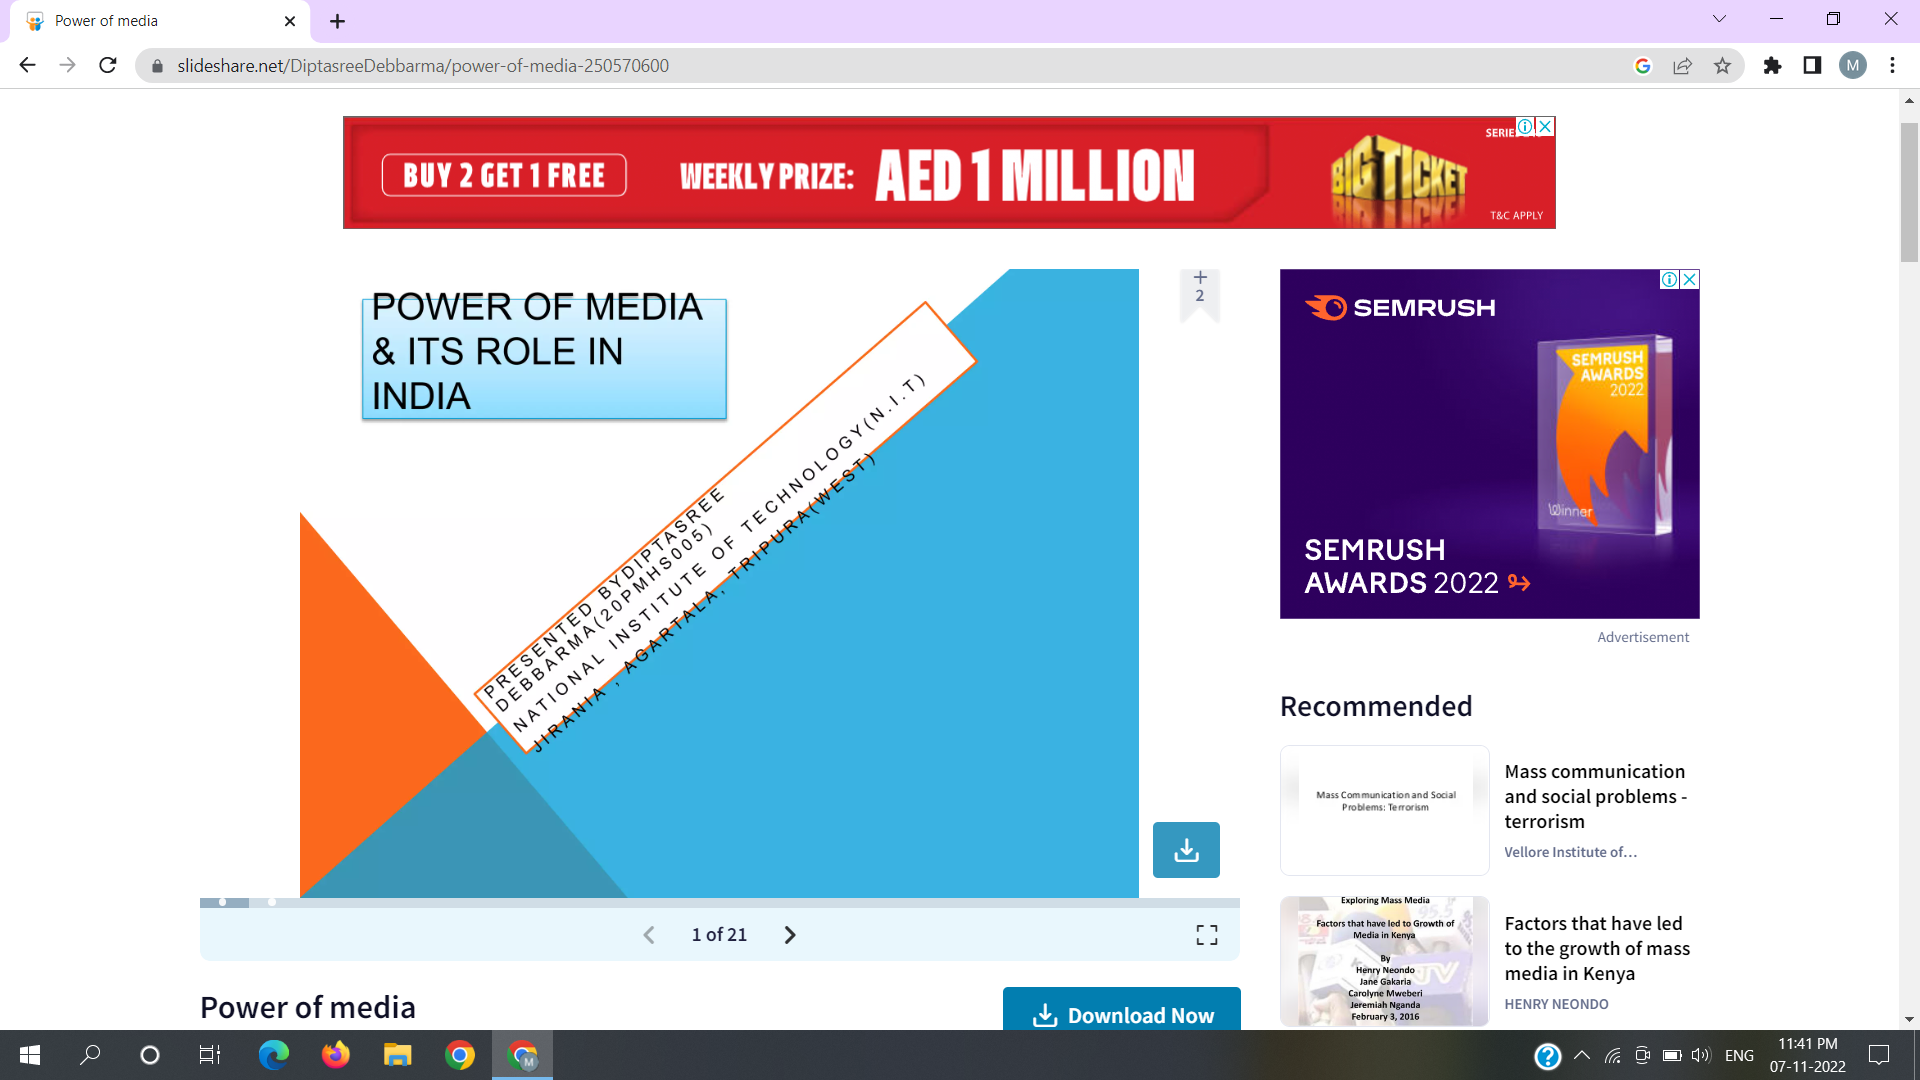 Power of media
slideshare.net/DiptasreeDebbarma/power-of-media-250570600
M
BUY 2 GET 1 FREE
WEEKLY PRIZE: AED 1 MILLION
BIG TICKET
T&C APPLY
POWER OF MEDIA
& ITS ROLE IN
INDIA
PRESENTED BYDIPTASREE
DEBBARMA(20PMHS005)
NATIONAL INSTITUTE OF TECHNOLOGY(N.I.T)
JIRANIA , AGARTALA, TRIPURA(WEST)
2
SEMRUSH
SEMRUSH
AWARDS
2022
Winner
SEMRUSH
AWARDS 2022
Advertisement
Recommended
Mass Communication and Social
Problems: Terrorism
Mass communication
and social problems -
terrorism
Vellore Institute of...
Exploring Mass Media
Factors that have led to Growth of
Media in Kenya
By
Henry Neondo
Jane Gakaria
Carolyne Mweberi
Jeremiah Nganda
February 3, 2016
Factors that have led
to the growth of mass
media in Kenya
HENRY NEONDO
1 of 21
Power of media
Download Now
M
ENG
11:41 PM
07-11-2022